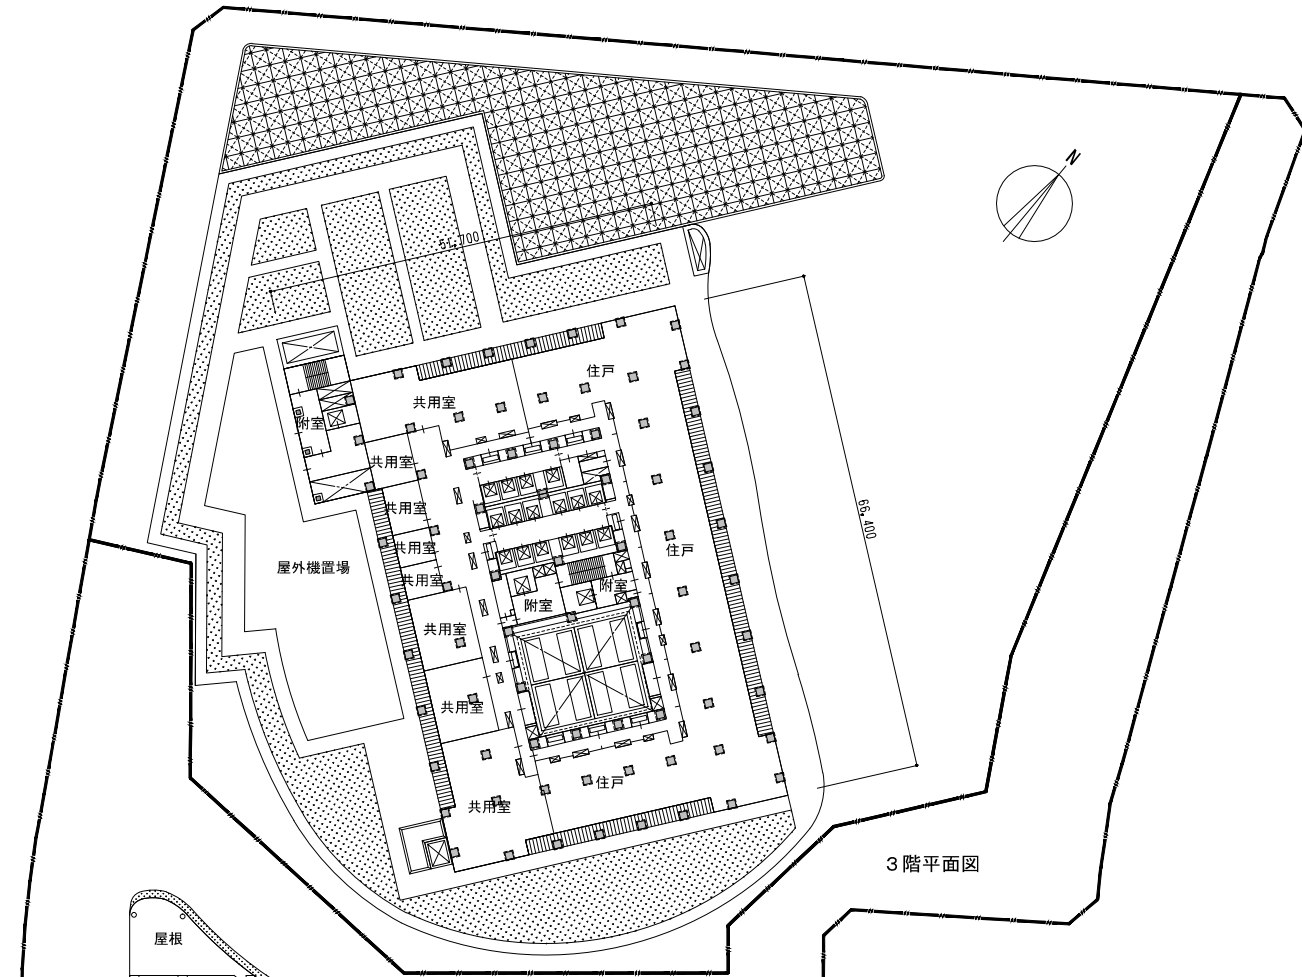 N
51,700
住戸
共用室
附室
共用室
共用室
66,400
共用室
住戸
屋外機置場
共用室
附室
附室
共用室
共用室
住戸
共用室
3階平面図
屋根